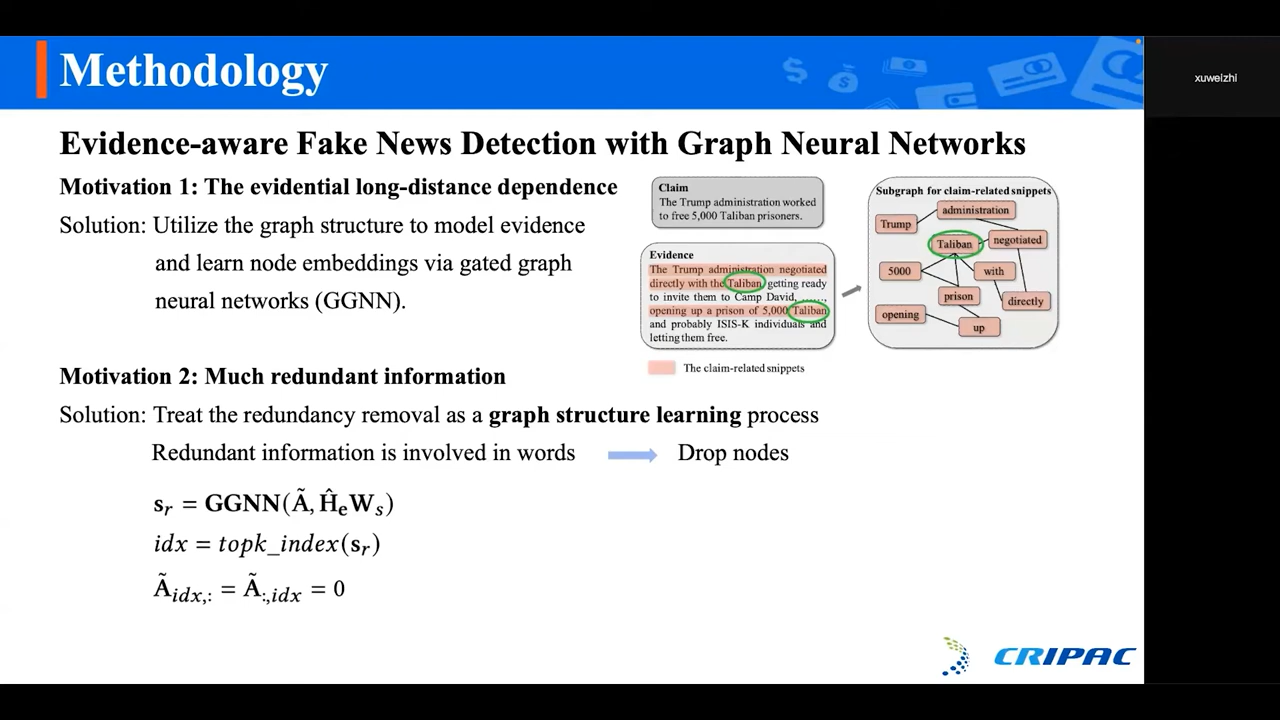 Methodology
xuweizhi
Evidence-aware Fake News Detection with Graph Neural Networks
Motivation 1: The evidential long-distance dependence
Solution: Utilize the graph structure to model evidence
and learn node embeddings via gated graph
neural networks (GGNN).
Claim
The Trump administration worked
to free 5,000 Taliban prisoners.
Evidence
The Trump administration negotiated
directly with the Taliban getting ready
to invite them to Camp David, ……,
opening up a prison of 5,000 Taliban
and probably ISIS-K individuals and
letting them free.
The claim-related snippets
Subgraph for claim-related snippets
administration
Trump
Taliban
negotiated
5000
with
prison
directly
opening
up
Motivation 2: Much redundant information
Solution: Treat the redundancy removal as a graph structure learning process
Redundant information is involved in words
Drop nodes
s_r = GGNN(Ã, Ĥ_e W_s)
idx = topk_index(s_r)
Ã_{idx,:} = Ã_{:,idx} = 0
CRIPAC